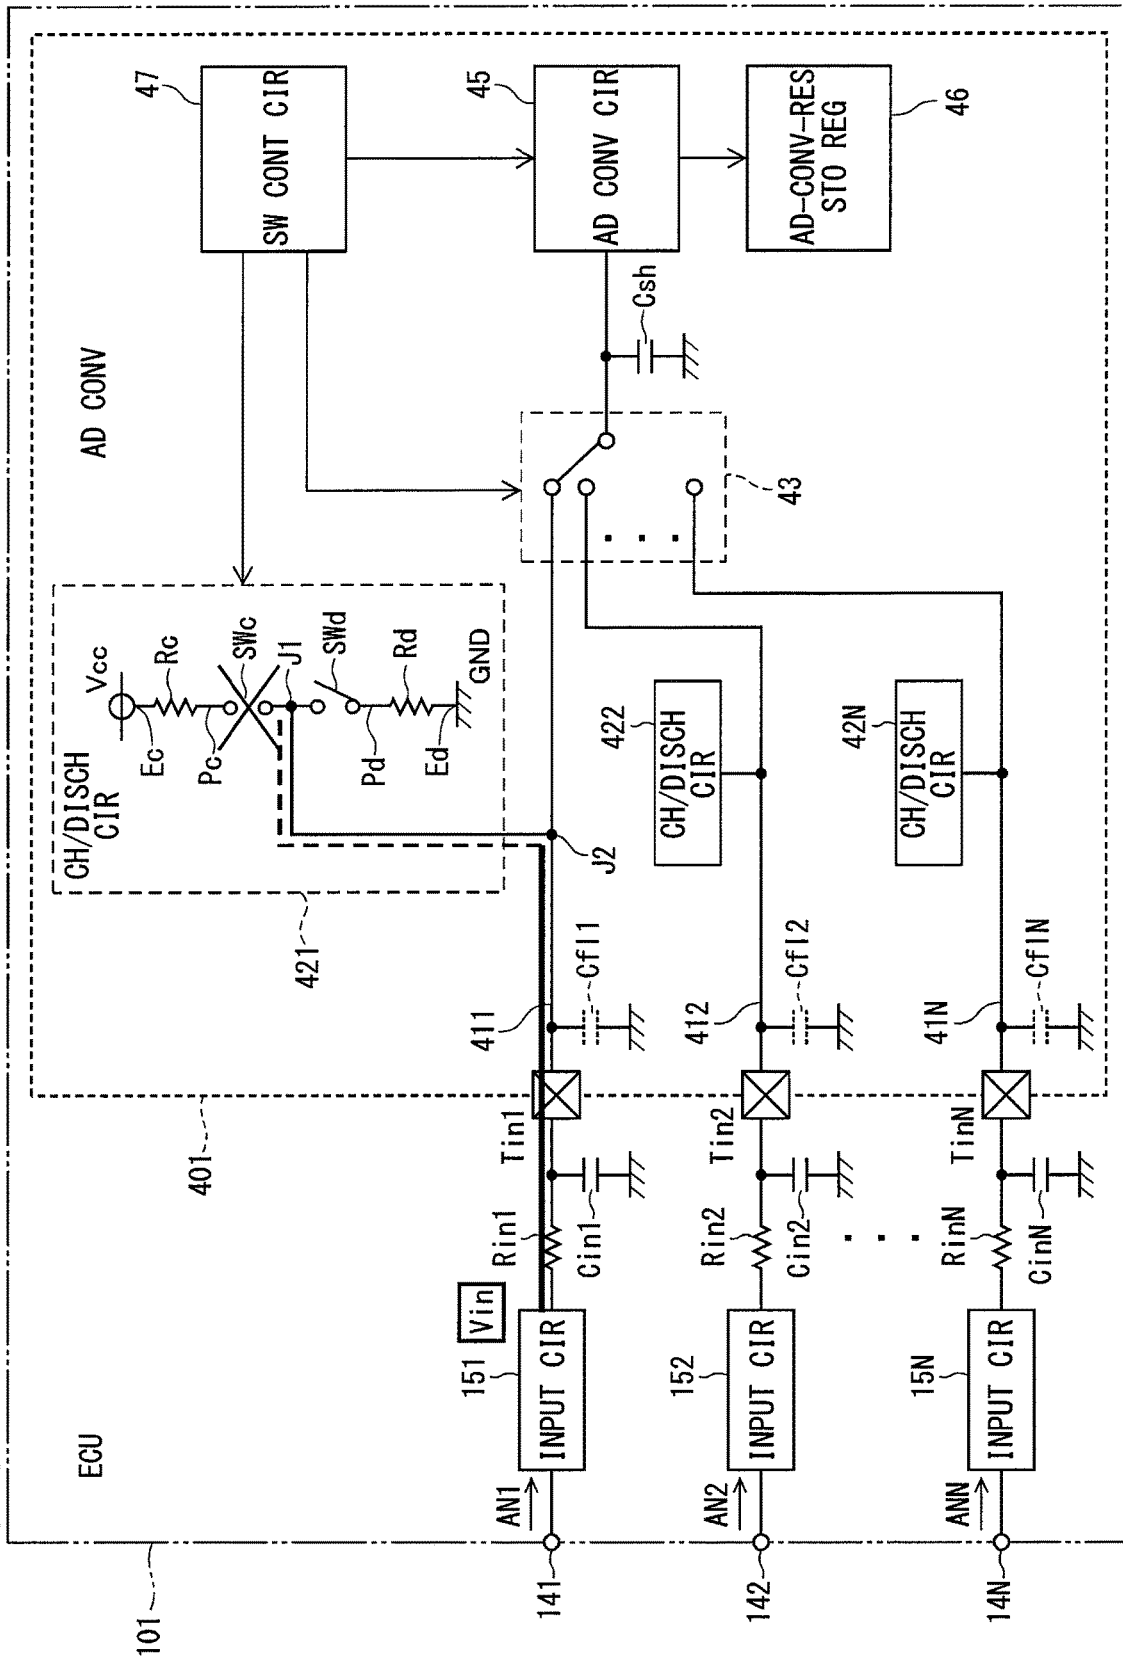 101
ECU
401
AD CONV
421
CH/DISCH
CIR
Vcc
Ec
Rc
Pc
SWc
J1
SWd
Pd
Rd
Ed
GND
47
SW CONT CIR
45
AD CONV CIR
AD-CONV-RES
STO REG
46
Csh
43
Vin
151
INPUT CIR
AN1
141
Rin1
Cin1
Tin1
411
Cfl1
J2
152
INPUT CIR
AN2
142
Rin2
Cin2
Tin2
412
Cfl2
422
CH/DISCH
CIR
15N
INPUT CIR
ANN
14N
RinN
CinN
TinN
41N
CflN
42N
CH/DISCH
CIR